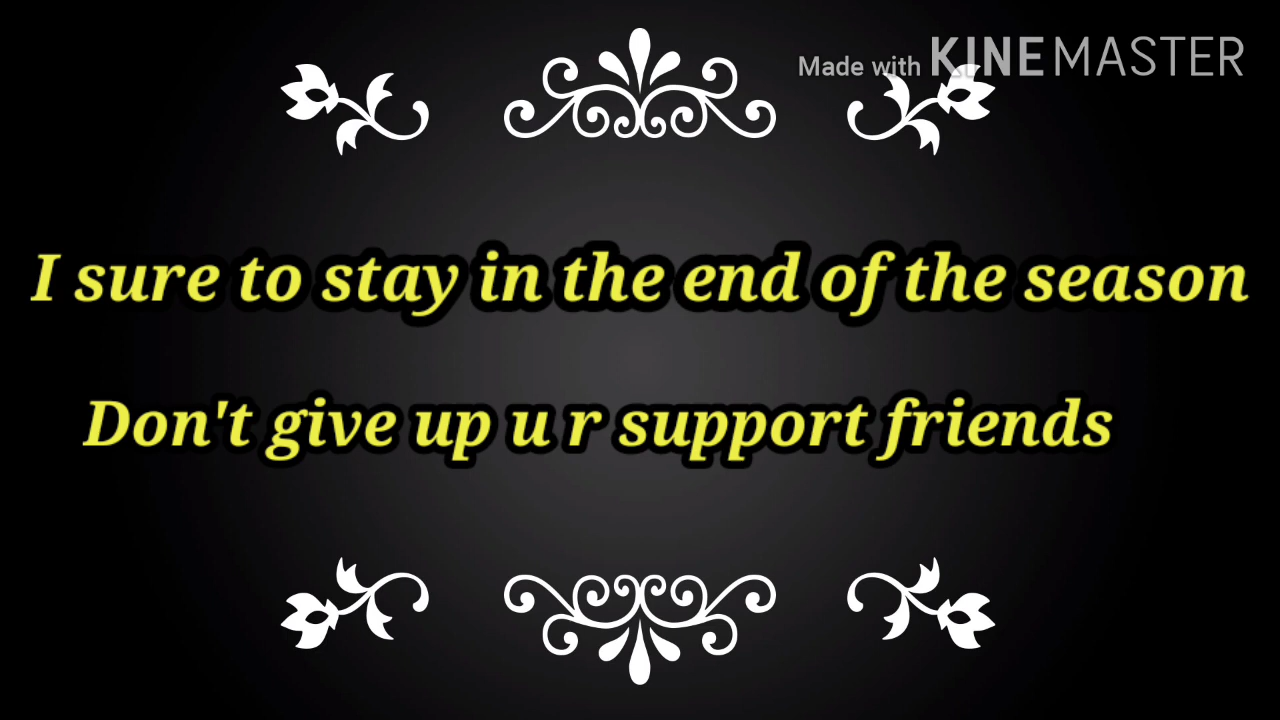 Made with KINEMASTER
I sure to stay in the end of the season
Don't give up u r support friends